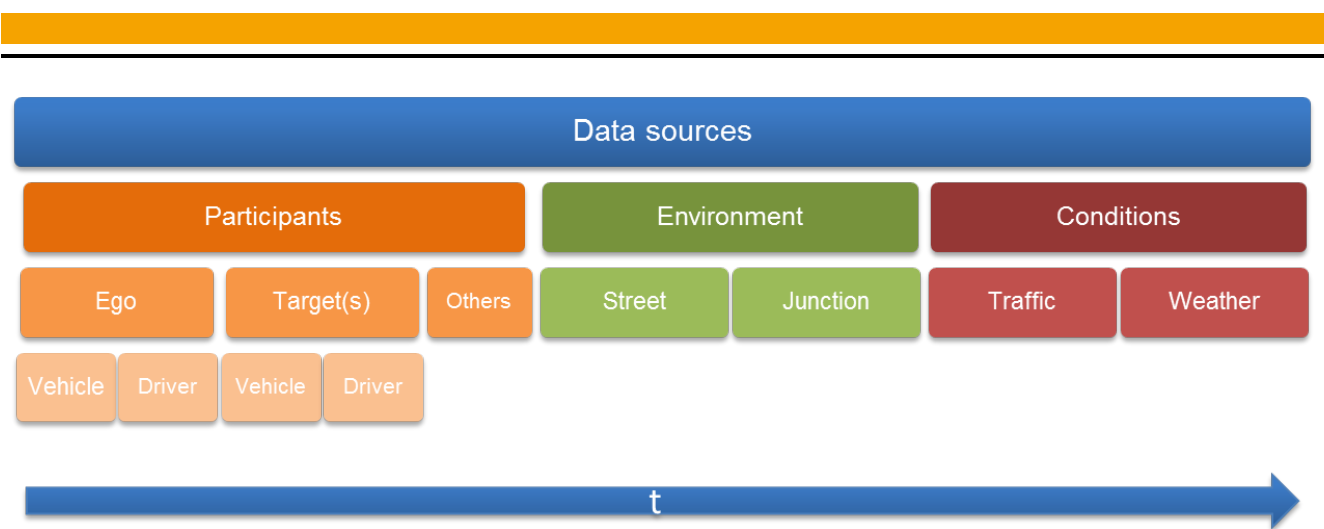 Data sources
Participants Environment Conditions
Ego Target(s) Others Street Junction Traffic Weather
Vehicle Driver Vehicle Driver
t